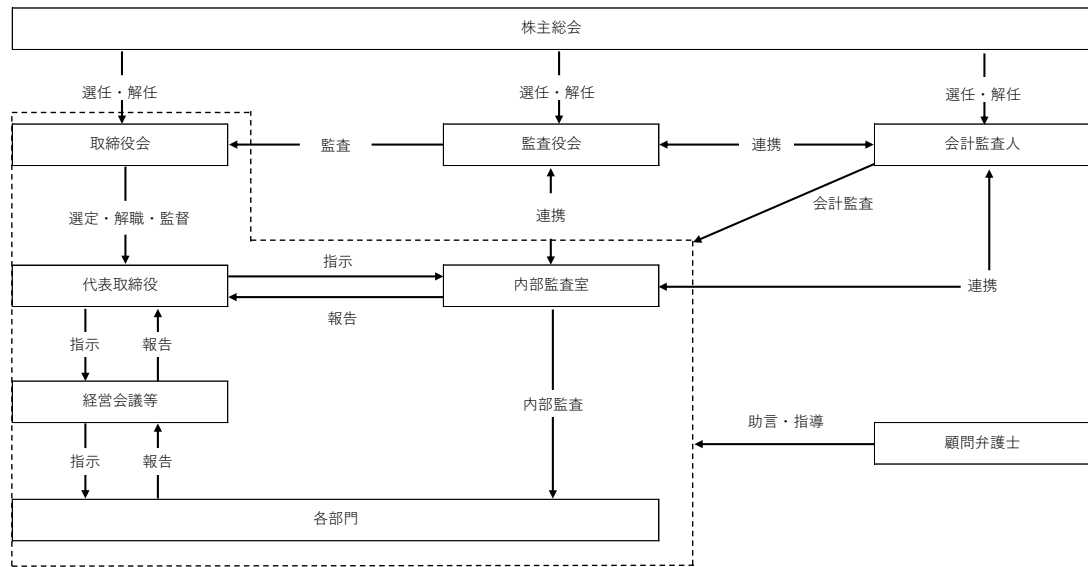 株主総会
選任・解任
選任・解任
選任・解任
取締役会
監査
監査役会
連携
会計監査人
選定・解職・監督
連携
会計監査
代表取締役
指示
報告
内部監査室
連携
指示
報告
経営会議等
内部監査
助言・指導
顧問弁護士
指示
報告
各部門